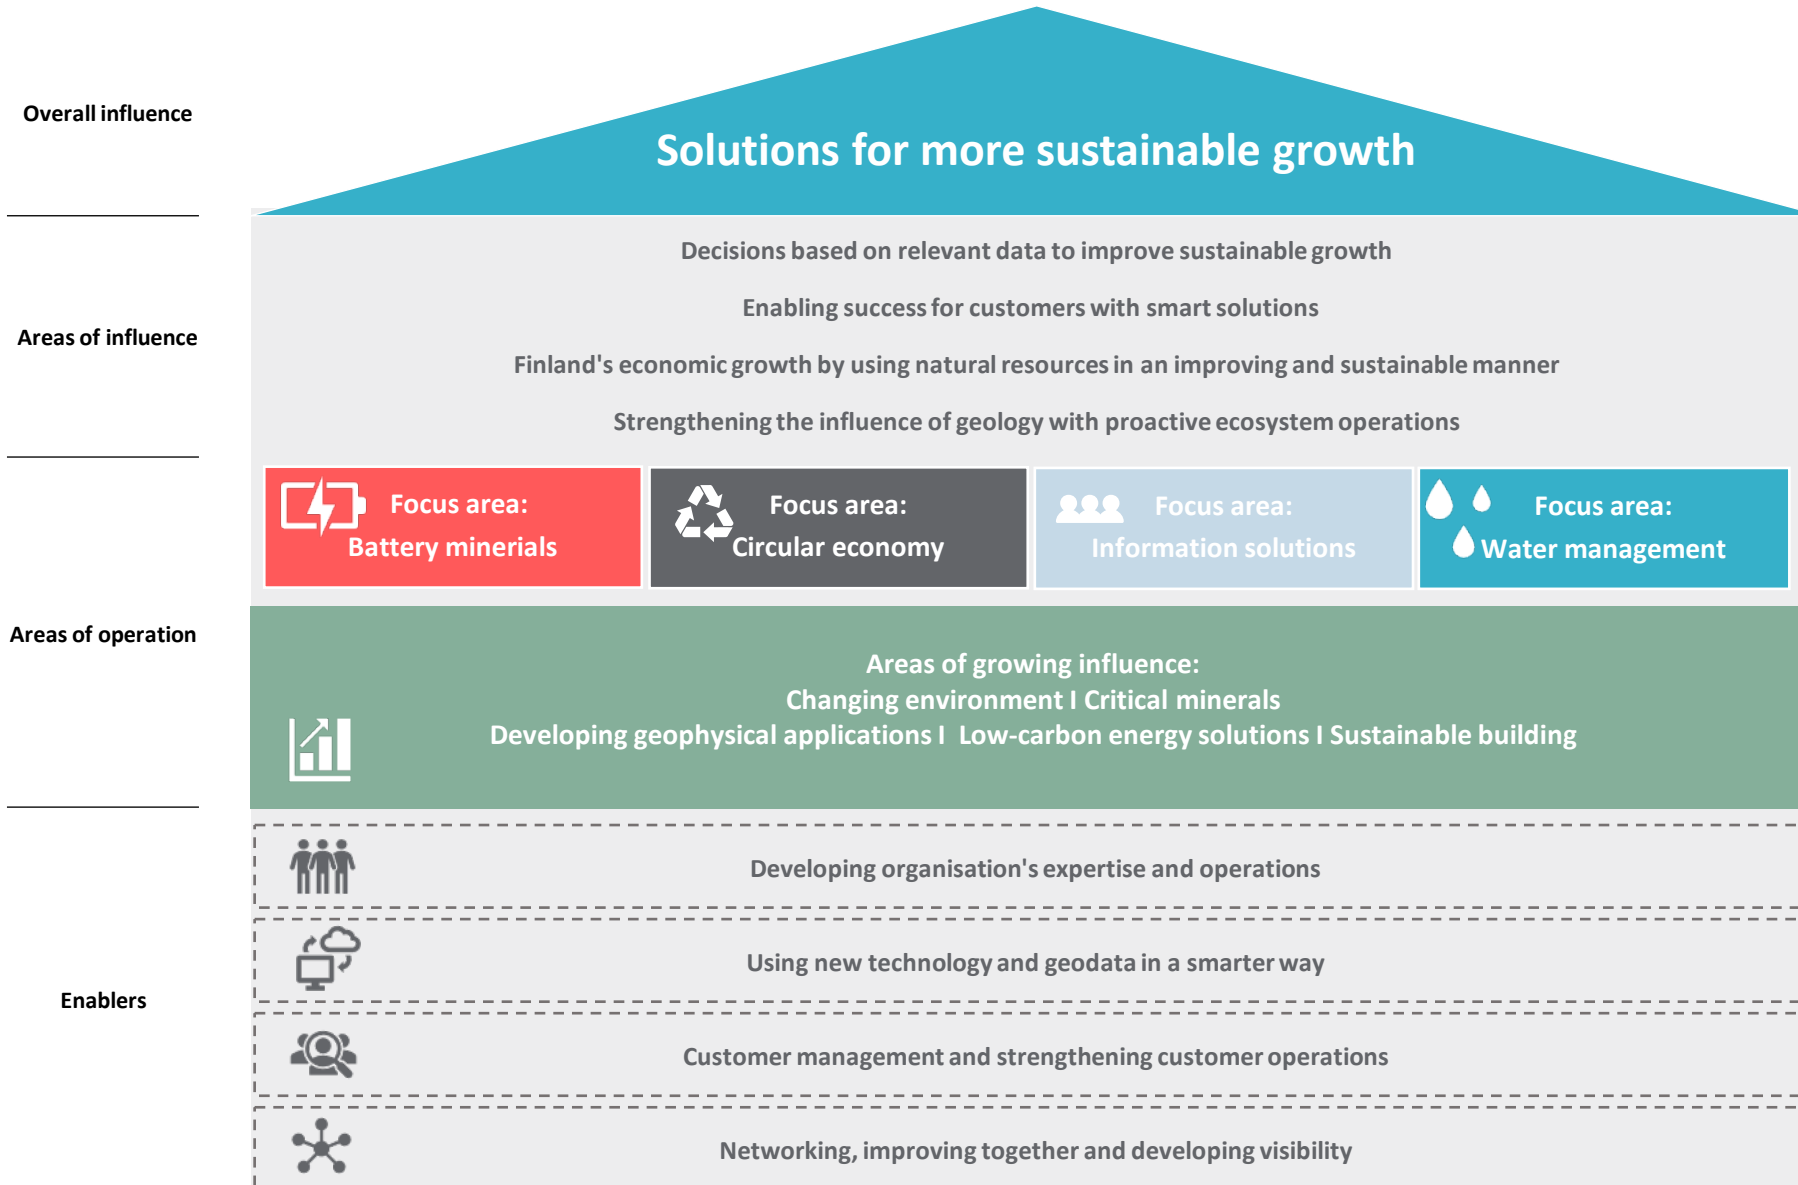 Overall influence
Solutions for more sustainable growth
Areas of influence
Decisions based on relevant data to improve sustainable growth
Enabling success for customers with smart solutions
Finland's economic growth by using natural resources in an improving and sustainable manner
Strengthening the influence of geology with proactive ecosystem operations
Areas of operation
Focus area:
Battery minerials
Focus area:
Circular economy
Focus area:
Information solutions
Focus area:
Water management
Areas of growing influence:
Changing environment I Critical minerals
Developing geophysical applications I Low-carbon energy solutions I Sustainable building
Enablers
Developing organisation's expertise and operations
Using new technology and geodata in a smarter way
Customer management and strengthening customer operations
Networking, improving together and developing visibility